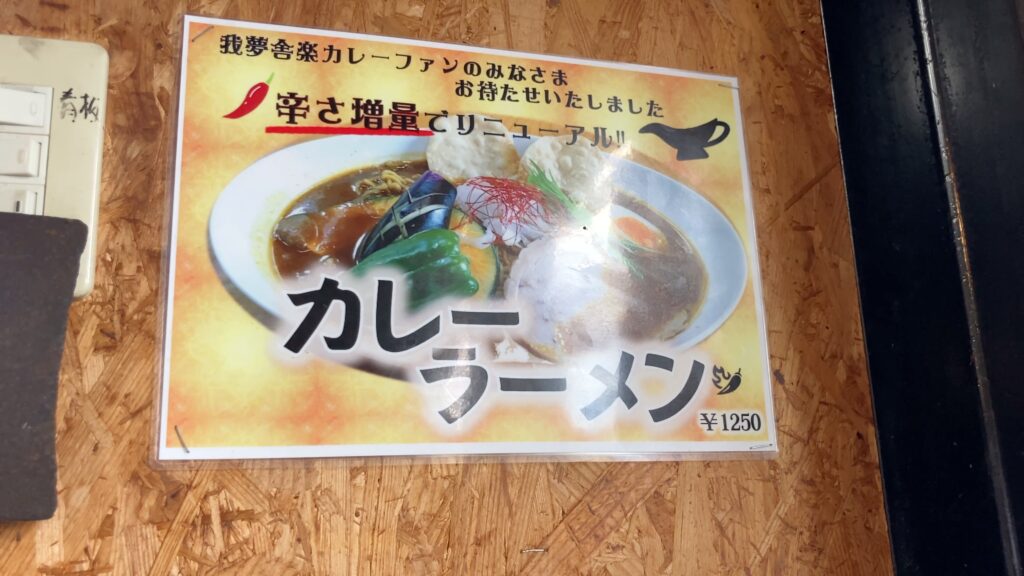 我夢舎楽カレーファンのみなさま
お待たせいたしました
辛さ増量でリニューアル!!
カレー
ラーメン
¥1250
看板